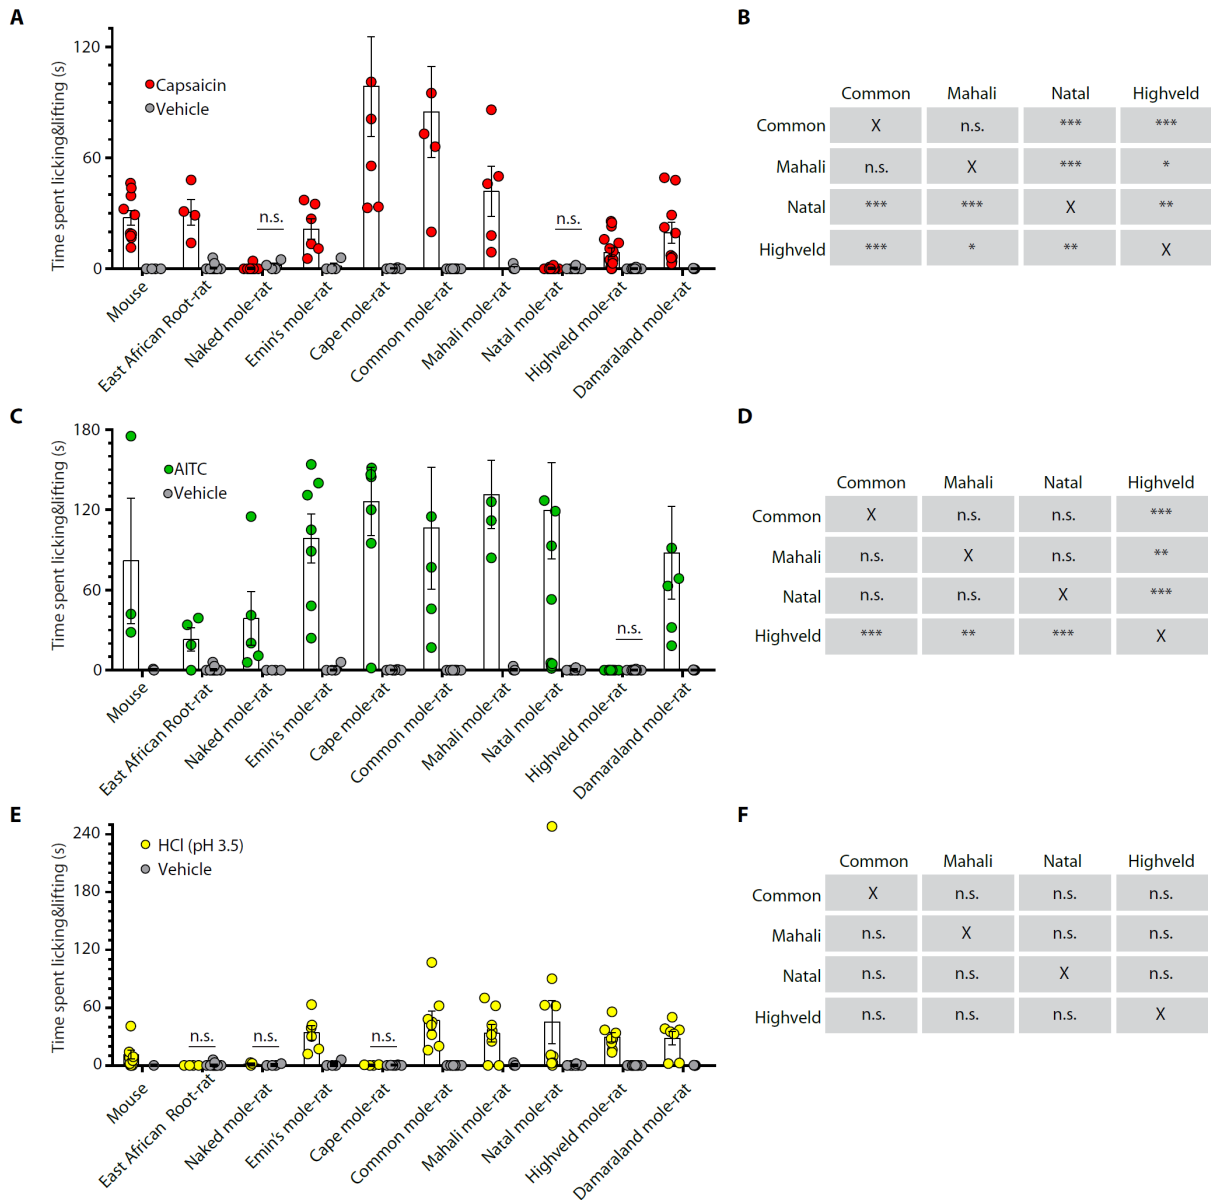 A
Time spent licking&lifting (s)
120
60
0
Capsaicin
Vehicle
n.s.
n.s.
Mouse
East African Root-rat
Naked mole-rat
Emin's mole-rat
Cape mole-rat
Common mole-rat
Mahali mole-rat
Natal mole-rat
Highveld mole-rat
Damaraland mole-rat
B
Common Mahali Natal Highveld
Common X n.s. *** ***
Mahali n.s. X *** *
Natal *** *** X **
Highveld *** * ** X
C
Time spent licking&lifting (s)
180
120
60
0
AITC
Vehicle
n.s.
Mouse
East African Root-rat
Naked mole-rat
Emin's mole-rat
Cape mole-rat
Common mole-rat
Mahali mole-rat
Natal mole-rat
Highveld mole-rat
Damaraland mole-rat
D
Common Mahali Natal Highveld
Common X n.s. n.s. ***
Mahali n.s. X n.s. **
Natal n.s. n.s. X ***
Highveld *** ** *** X
E
Time spent licking&lifting (s)
240
180
120
60
0
HCl (pH 3.5)
Vehicle
n.s.
n.s.
n.s.
Mouse
East African Root-rat
Naked mole-rat
Emin's mole-rat
Cape mole-rat
Common mole-rat
Mahali mole-rat
Natal mole-rat
Highveld mole-rat
Damaraland mole-rat
F
Common Mahali Natal Highveld
Common X n.s. n.s. n.s.
Mahali n.s. X n.s. n.s.
Natal n.s. n.s. X n.s.
Highveld n.s. n.s. n.s. X